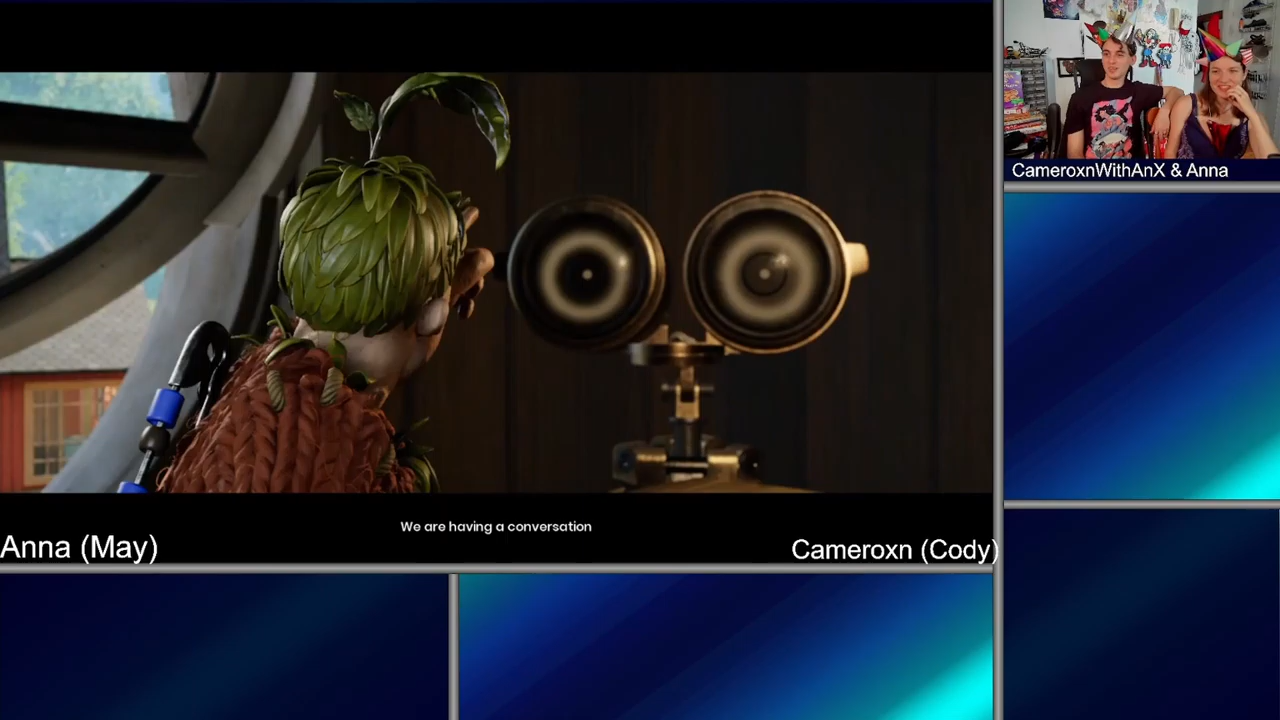 CameroxnWithAnX & Anna
We are having a conversation
Anna (May)
Cameroxn (Cody)